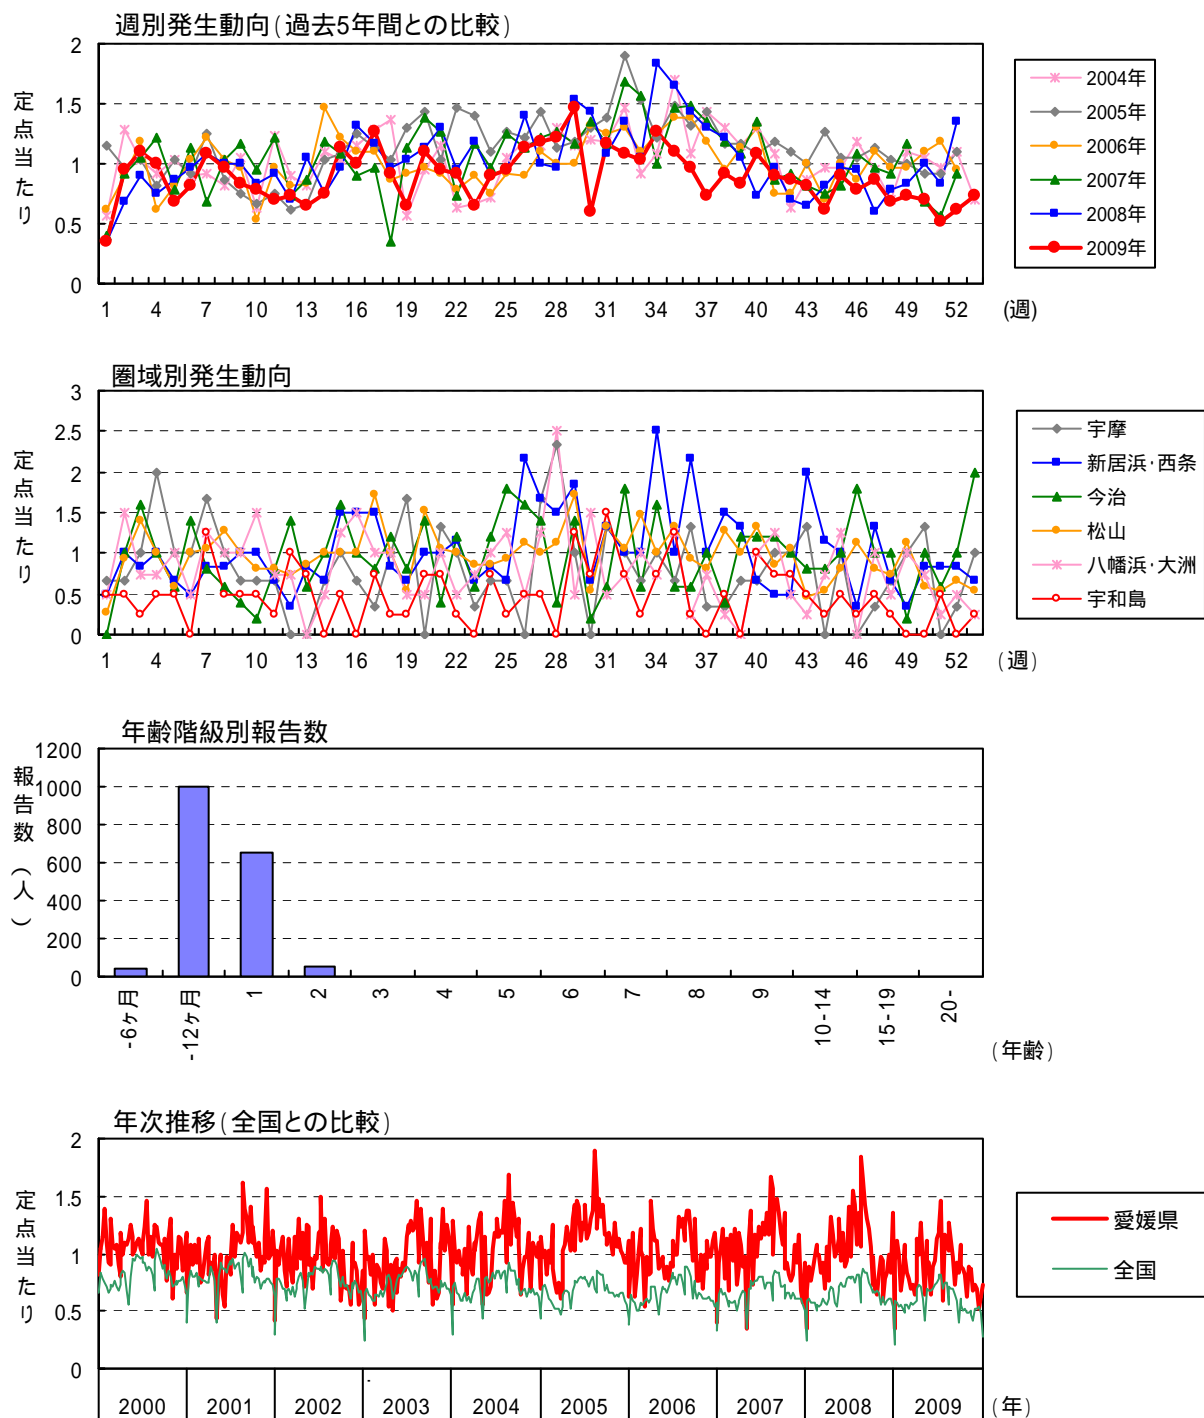 週別発生動向(過去5年間との比較)
定点当たり
2
1.5
1
0.5
0
1 4 7 10 13 16 19 22 25 28 31 34 37 40 43 46 49 52 (週)
2004年
2005年
2006年
2007年
2008年
2009年
圏域別発生動向
定点当たり
3
2.5
2
1.5
1
0.5
0
1 4 7 10 13 16 19 22 25 28 31 34 37 40 43 46 49 52 (週)
宇摩
新居浜・西条
今治
松山
八幡浜・大洲
宇和島
年齢階級別報告数
報告数(人)
1200
1000
800
600
400
200
0
-6ヶ月 -12ヶ月 1 2 3 4 5 6 7 8 9 10-14 15-19 20-
(年齢)
年次推移(全国との比較)
定点当たり
2
1.5
1
0.5
0
2000 2001 2002 2003 2004 2005 2006 2007 2008 2009 (年)
愛媛県
全国